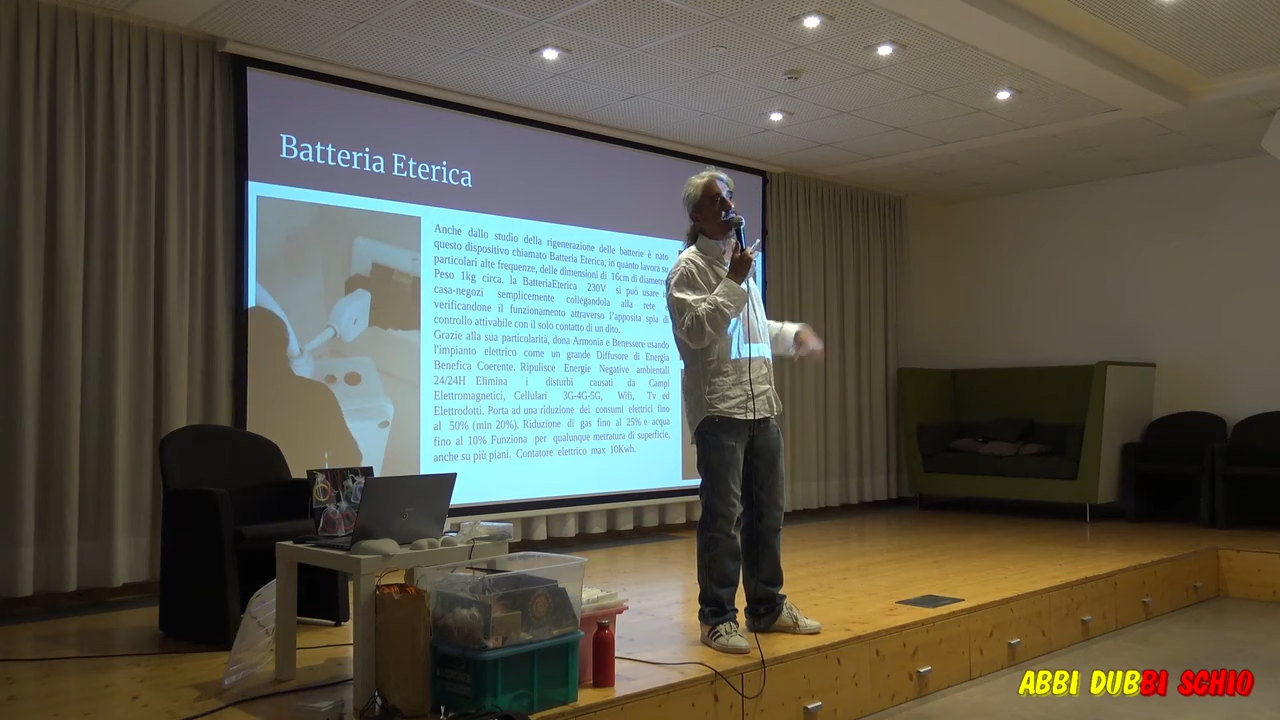 Batteria Eterica
Anche dallo studio della rigenerazione delle batterie è nato
questo dispositivo chiamato Batteria Eterica, in quanto lavora su
particolari alte frequenze, delle dimensioni di 16cm di diametro
Peso 1kg circa. la BatteriaEterica 230V si può usare
casa-negozi semplicemente collegandola alla rete e
verificandone il funzionamento attraverso l'apposita spia di
controllo attivabile con il solo contatto di un dito.
Grazie alla sua particolarità, dona Armonia e Benessere usando
l'impianto elettrico come un grande Diffusore di Energia
Benefica Coerente. Ripulisce Energie Negative ambientali
24/24H Elimina i disturbi causati da Campi
Elettromagnetici, Cellulari 3G-4G-5G, Wifi, Tv ed
Elettrodotti. Porta ad una riduzione dei consumi elettrici fino
al 50% (min 20%). Riduzione di gas fino al 25% e acqua
fino al 10% Funziona per qualunque metratura di superficie,
anche su più piani. Contatore elettrico max 10Kwh.
ABBI DUBBI SCHIO